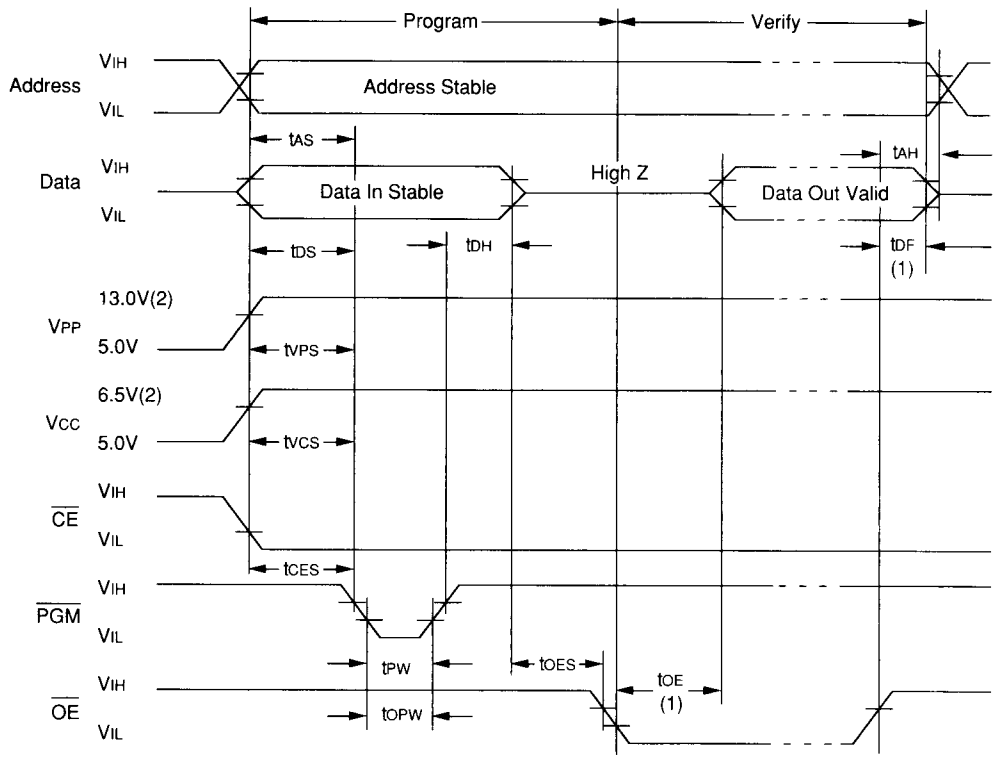 Program Verify
VIH
Address
VIL
Address Stable
tAS
tAH
VIH
Data
VIL
Data In Stable
High Z
Data Out Valid
tDS
tDH
tDF
(1)
13.0V(2)
VPP
5.0V
tVPS
6.5V(2)
VCC
5.0V
tVCS
VIH
CE
VIL
tCES
VIH
PGM
VIL
tPW
tOES
VIH
OE
VIL
tOPW
tOE
(1)